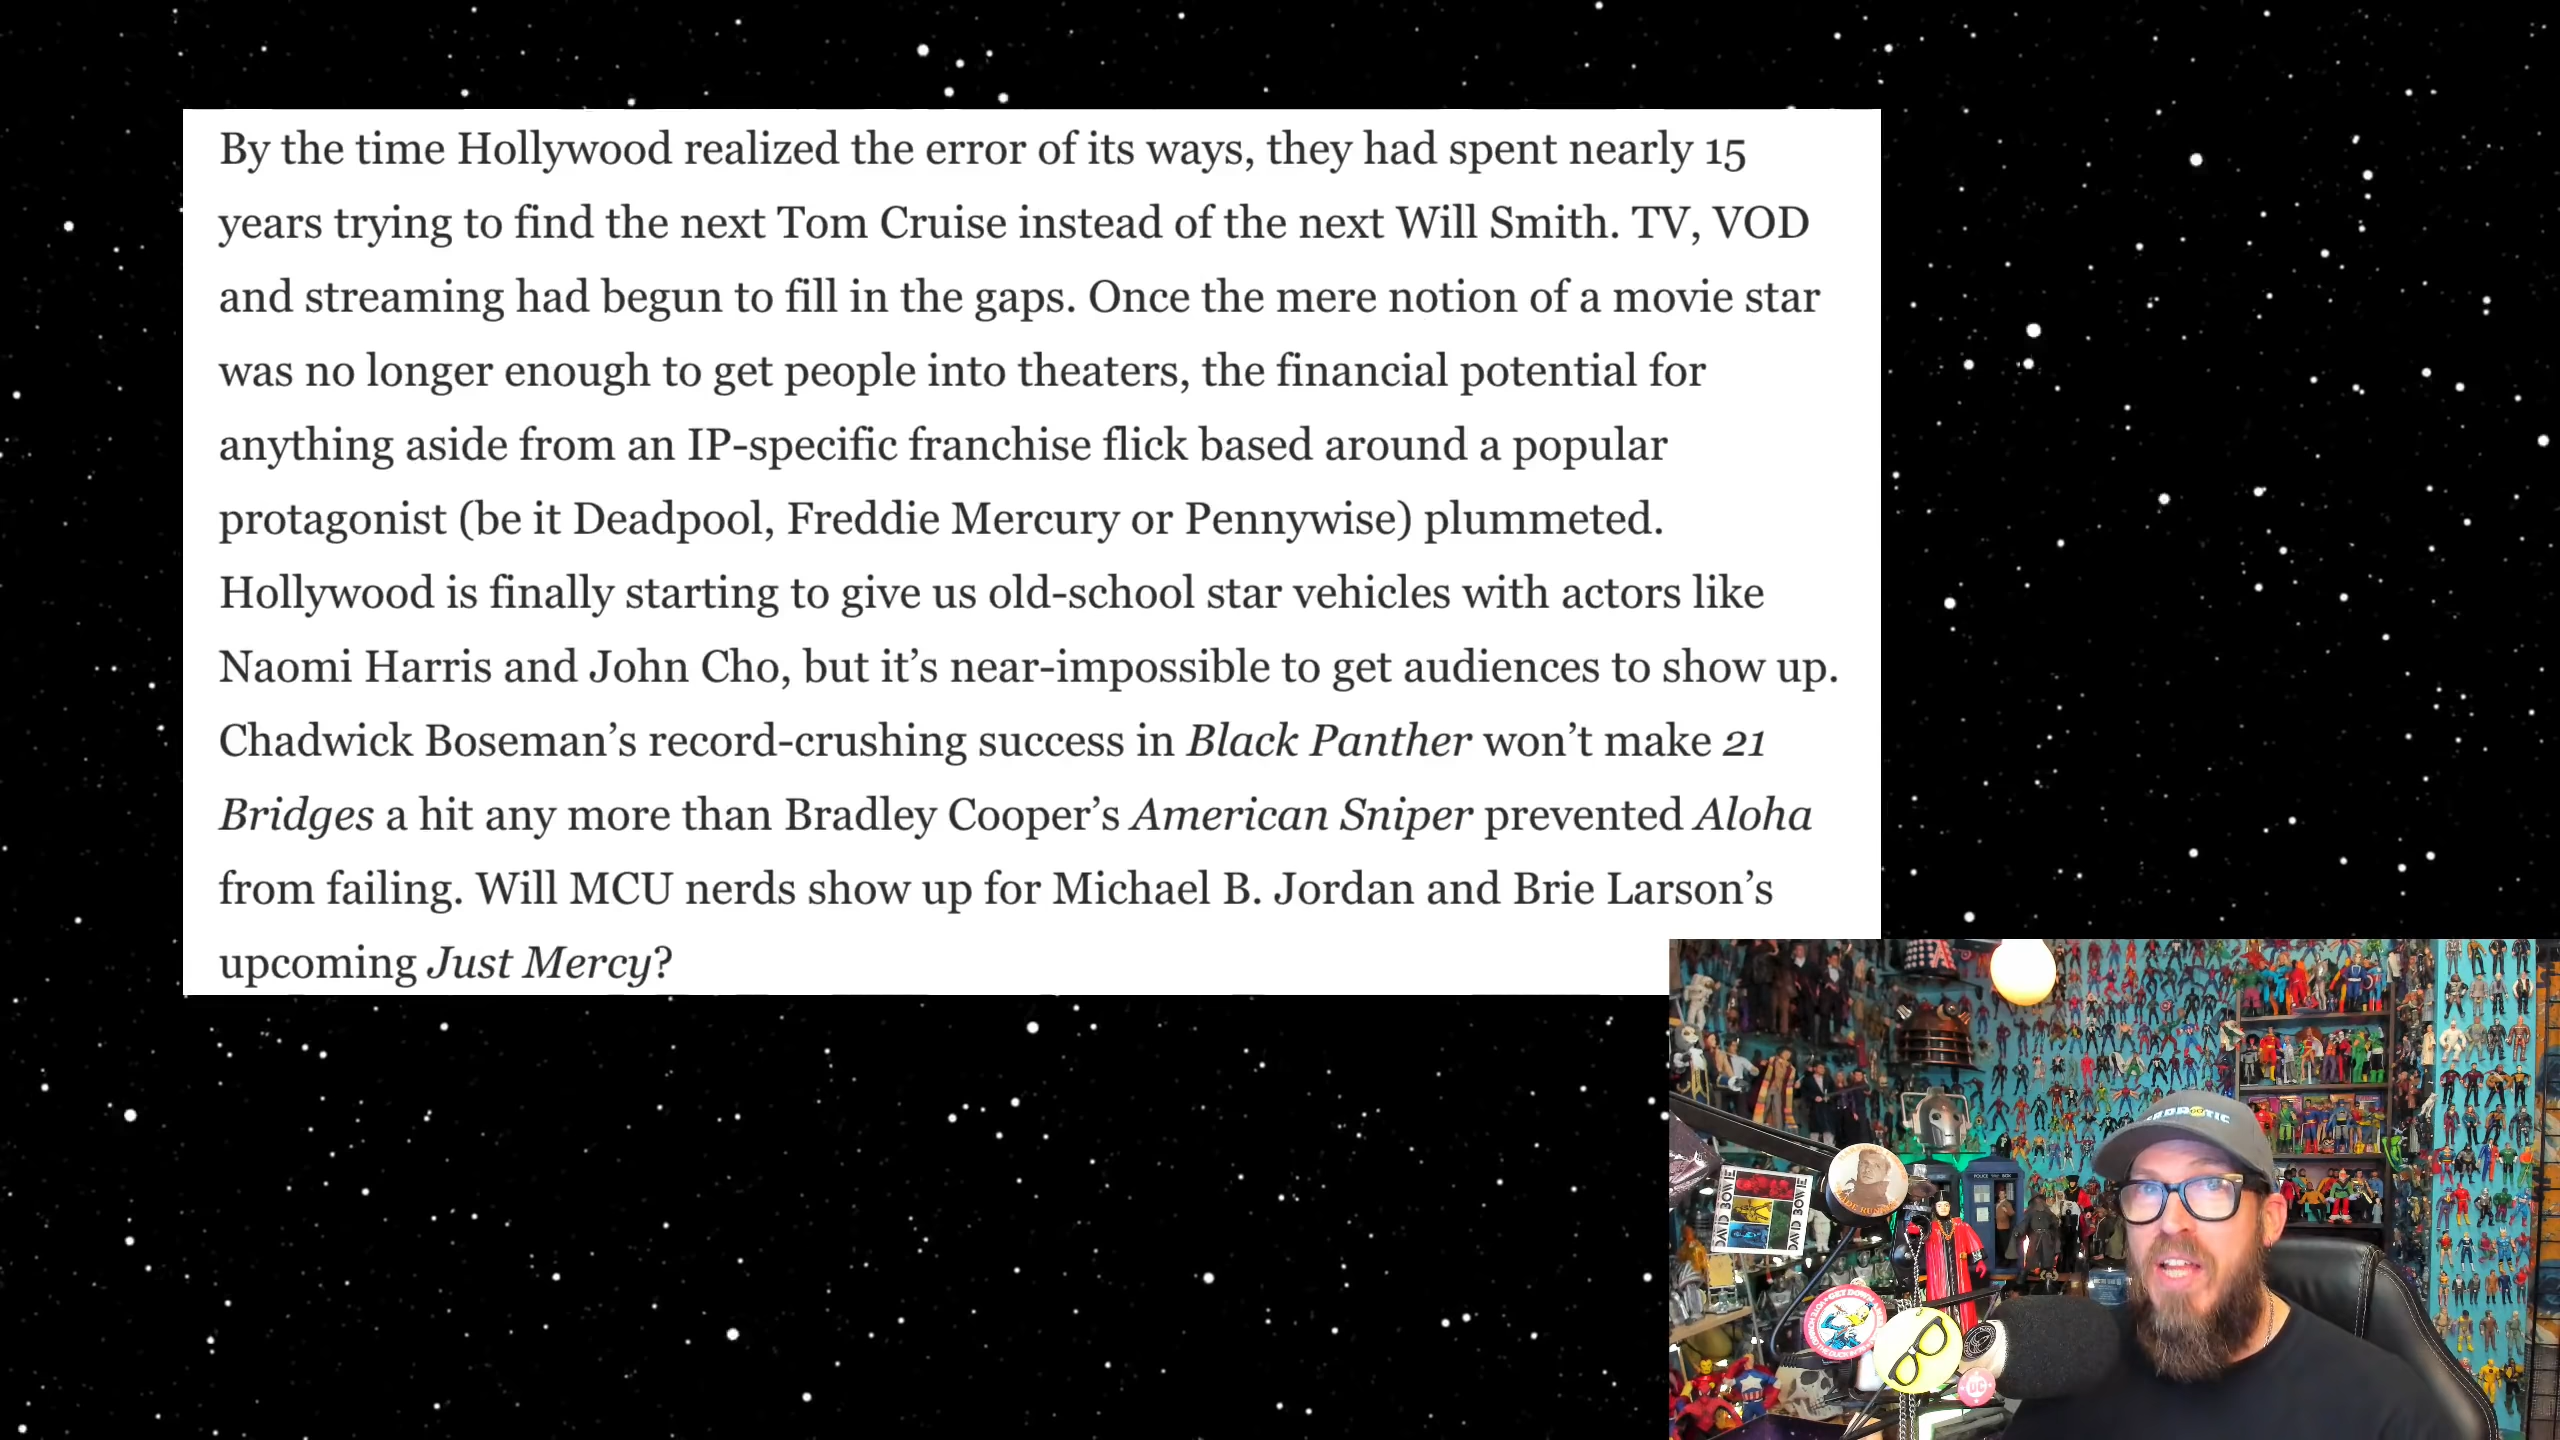 By the time Hollywood realized the error of its ways, they had spent nearly 15
years trying to find the next Tom Cruise instead of the next Will Smith. TV, VOD
and streaming had begun to fill in the gaps. Once the mere notion of a movie star
was no longer enough to get people into theaters, the financial potential for
anything aside from an IP-specific franchise flick based around a popular
protagonist (be it Deadpool, Freddie Mercury or Pennywise) plummeted.
Hollywood is finally starting to give us old-school star vehicles with actors like
Naomi Harris and John Cho, but it’s near-impossible to get audiences to show up.
Chadwick Boseman’s record-crushing success in Black Panther won’t make 21
Bridges a hit any more than Bradley Cooper’s American Sniper prevented Aloha
from failing. Will MCU nerds show up for Michael B. Jordan and Brie Larson’s
upcoming Just Mercy?
DAVID BOWIE
DAVID BOWIE